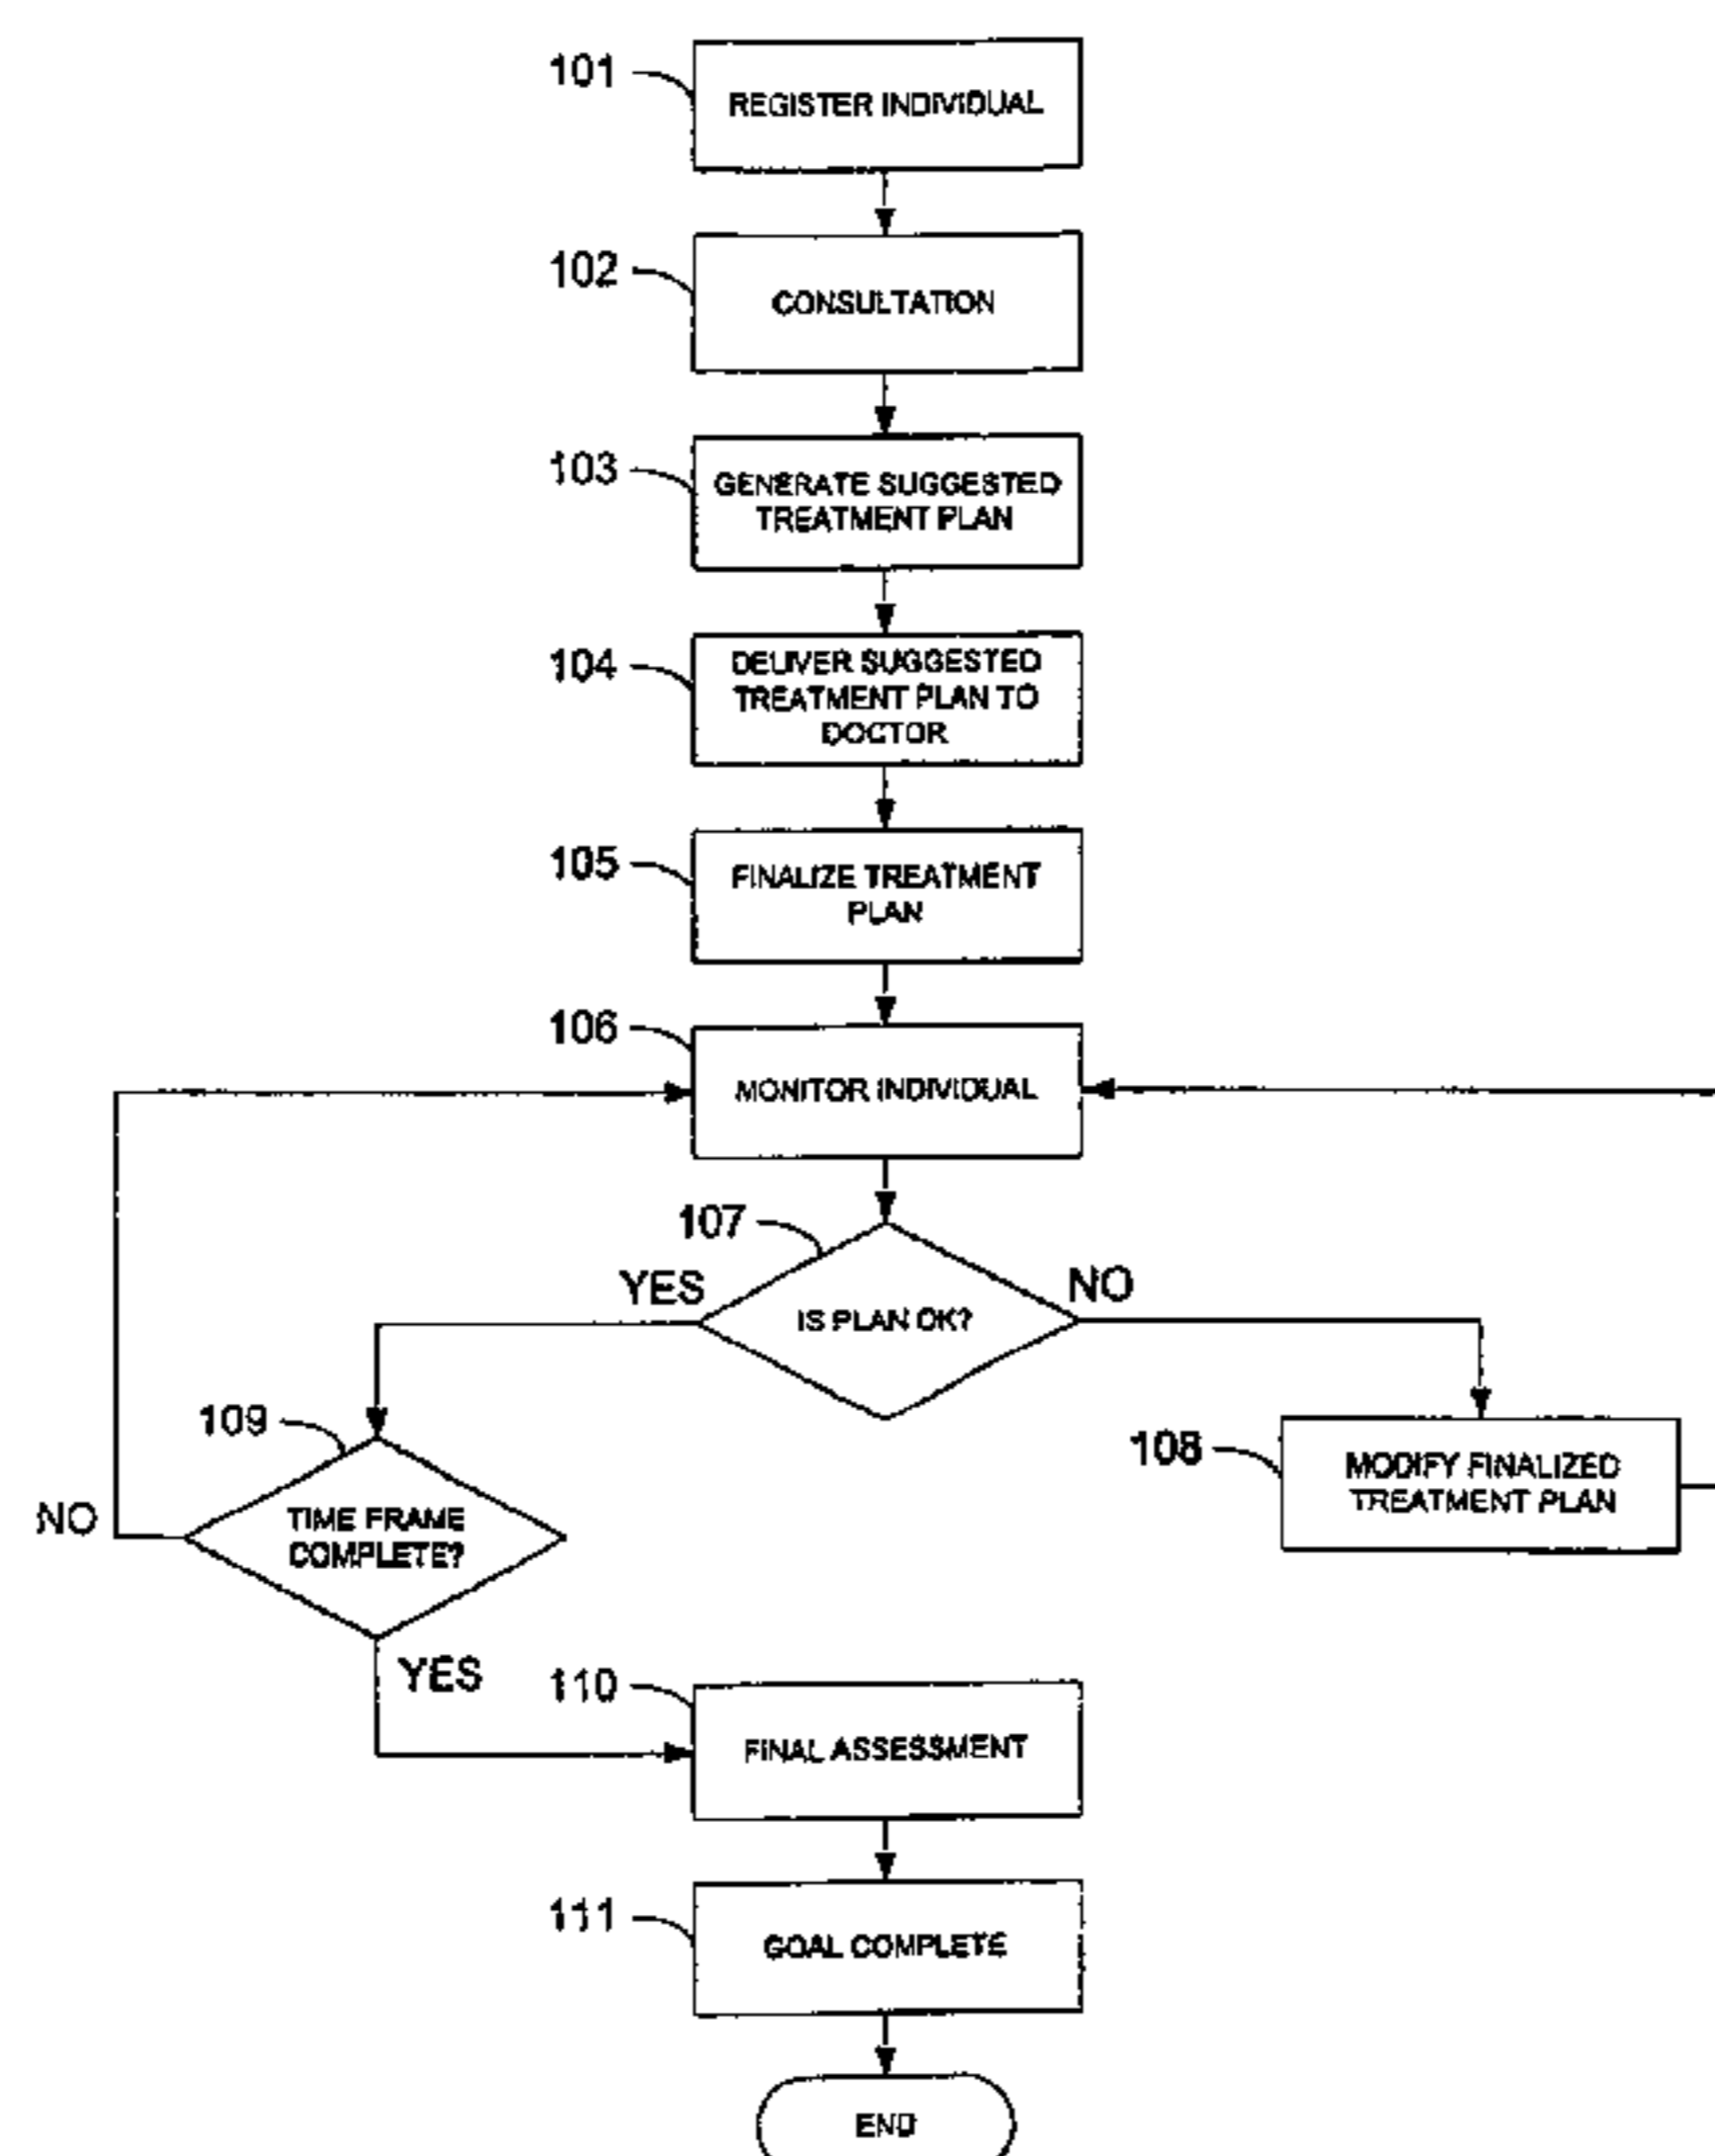 101
REGISTER INDIVIDUAL
102
CONSULTATION
103
GENERATE SUGGESTED
TREATMENT PLAN
104
DELIVER SUGGESTED
TREATMENT PLAN TO
DOCTOR
105
FINALIZE TREATMENT
PLAN
106
MONITOR INDIVIDUAL
107
YES
NO
IS PLAN OK?
109
108
MODIFY FINALIZED
TREATMENT PLAN
NO
TIME FRAME
COMPLETE?
YES
110
FINAL ASSESSMENT
111
GOAL COMPLETE
END